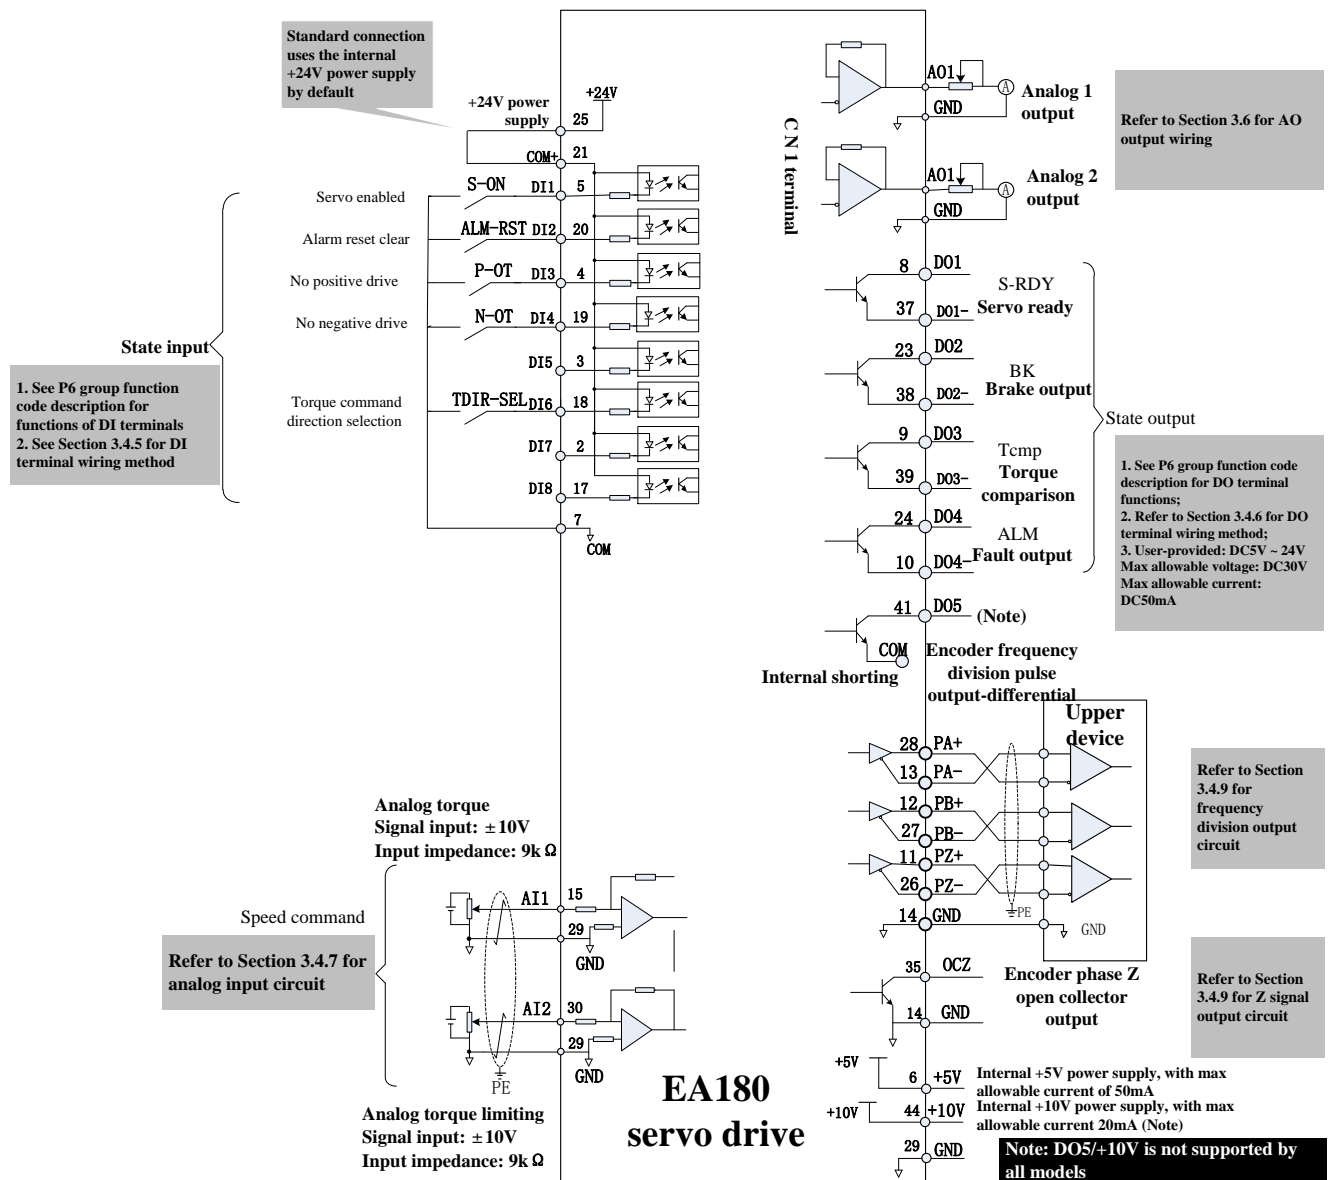 Standard connection
uses the internal
+24V power supply
by default
+24V power
supply
+24V
25
COM+
21
Servo enabled
S-ON
DI1
5
Alarm reset clear
ALM-RST
DI2
20
No positive drive
P-OT
DI3
4
No negative drive
N-OT
DI4
19
State input
DI5
3
Torque command
direction selection
TDIR-SEL
DI6
18
DI7
2
DI8
17
7
COM
1. See P6 group function
code description for
functions of DI terminals
2. See Section 3.4.5 for DI
terminal wiring method
Analog torque
Signal input: ±10V
Input impedance: 9kΩ
Speed command
Refer to Section 3.4.7 for
analog input circuit
AI1
15
29
GND
AI2
30
29
GND
PE
Analog torque limiting
Signal input: ±10V
Input impedance: 9kΩ
EA180
servo drive
CN1 terminal
AO1
GND
A
Analog 1
output
AO1
GND
A
Analog 2
output
Refer to Section 3.6 for AO
output wiring
8
DO1
S-RDY
Servo ready
37
DO1-
23
DO2
BK
Brake output
38
DO2-
9
DO3
Tcmp
Torque
comparison
39
DO3-
24
DO4
ALM
Fault output
10
DO4-
State output
1. See P6 group function code
description for DO terminal
functions;
2. Refer to Section 3.4.6 for DO
terminal wiring method;
3. User-provided: DC5V ~ 24V
Max allowable voltage: DC30V
Max allowable current:
DC50mA
41
DO5
(Note)
COM
Internal shorting
Encoder frequency
division pulse
output-differential
Upper
device
28
PA+
13
PA-
12
PB+
27
PB-
11
PZ+
26
PZ-
14
GND
PE
GND
Refer to Section
3.4.9 for
frequency
division output
circuit
35
OCZ
14
GND
Encoder phase Z
open collector
output
Refer to Section
3.4.9 for Z signal
output circuit
+5V
6
+5V
Internal +5V power supply, with max
allowable current of 50mA
+10V
44
+10V
Internal +10V power supply, with max
allowable current 20mA (Note)
29
GND
Note: DO5/+10V is not supported by
all models